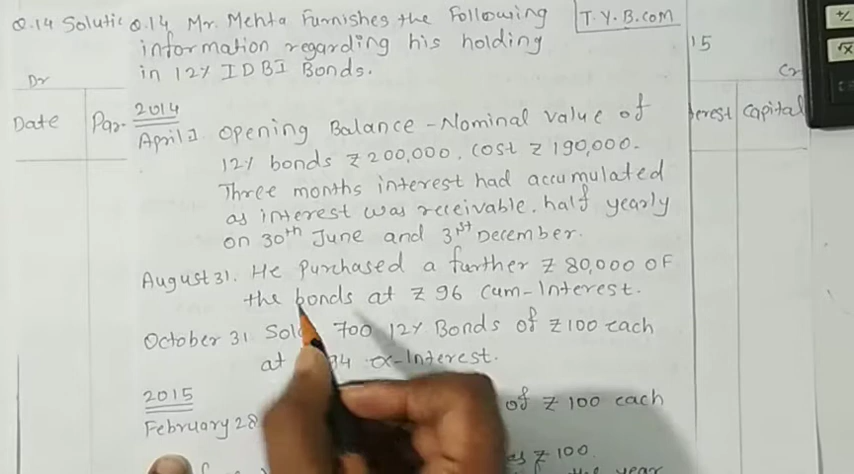 Q.14 Solutic
Q.14 Mr. Mehta Furnishes the Following
T.Y.B.com
information regarding his holding
in 12% IDBI Bonds.
15
Dr
Cr
Date
Par-
erest
Capital
2014
April 1 Opening Balance - Nominal value of
12% bonds ₹200,000. cost ₹190,000.
Three months interest had accumulated
as interest was receivable. half yearly
on 30th June and 31st December.
August 31. He Purchased a further ₹80,000 OF
the bonds at ₹96 Cum-Interest.
October 31 Sold 700 12% Bonds of ₹100 each
at 94 ex-Interest.
2015
February 28
of ₹100 each
₹100.
the year